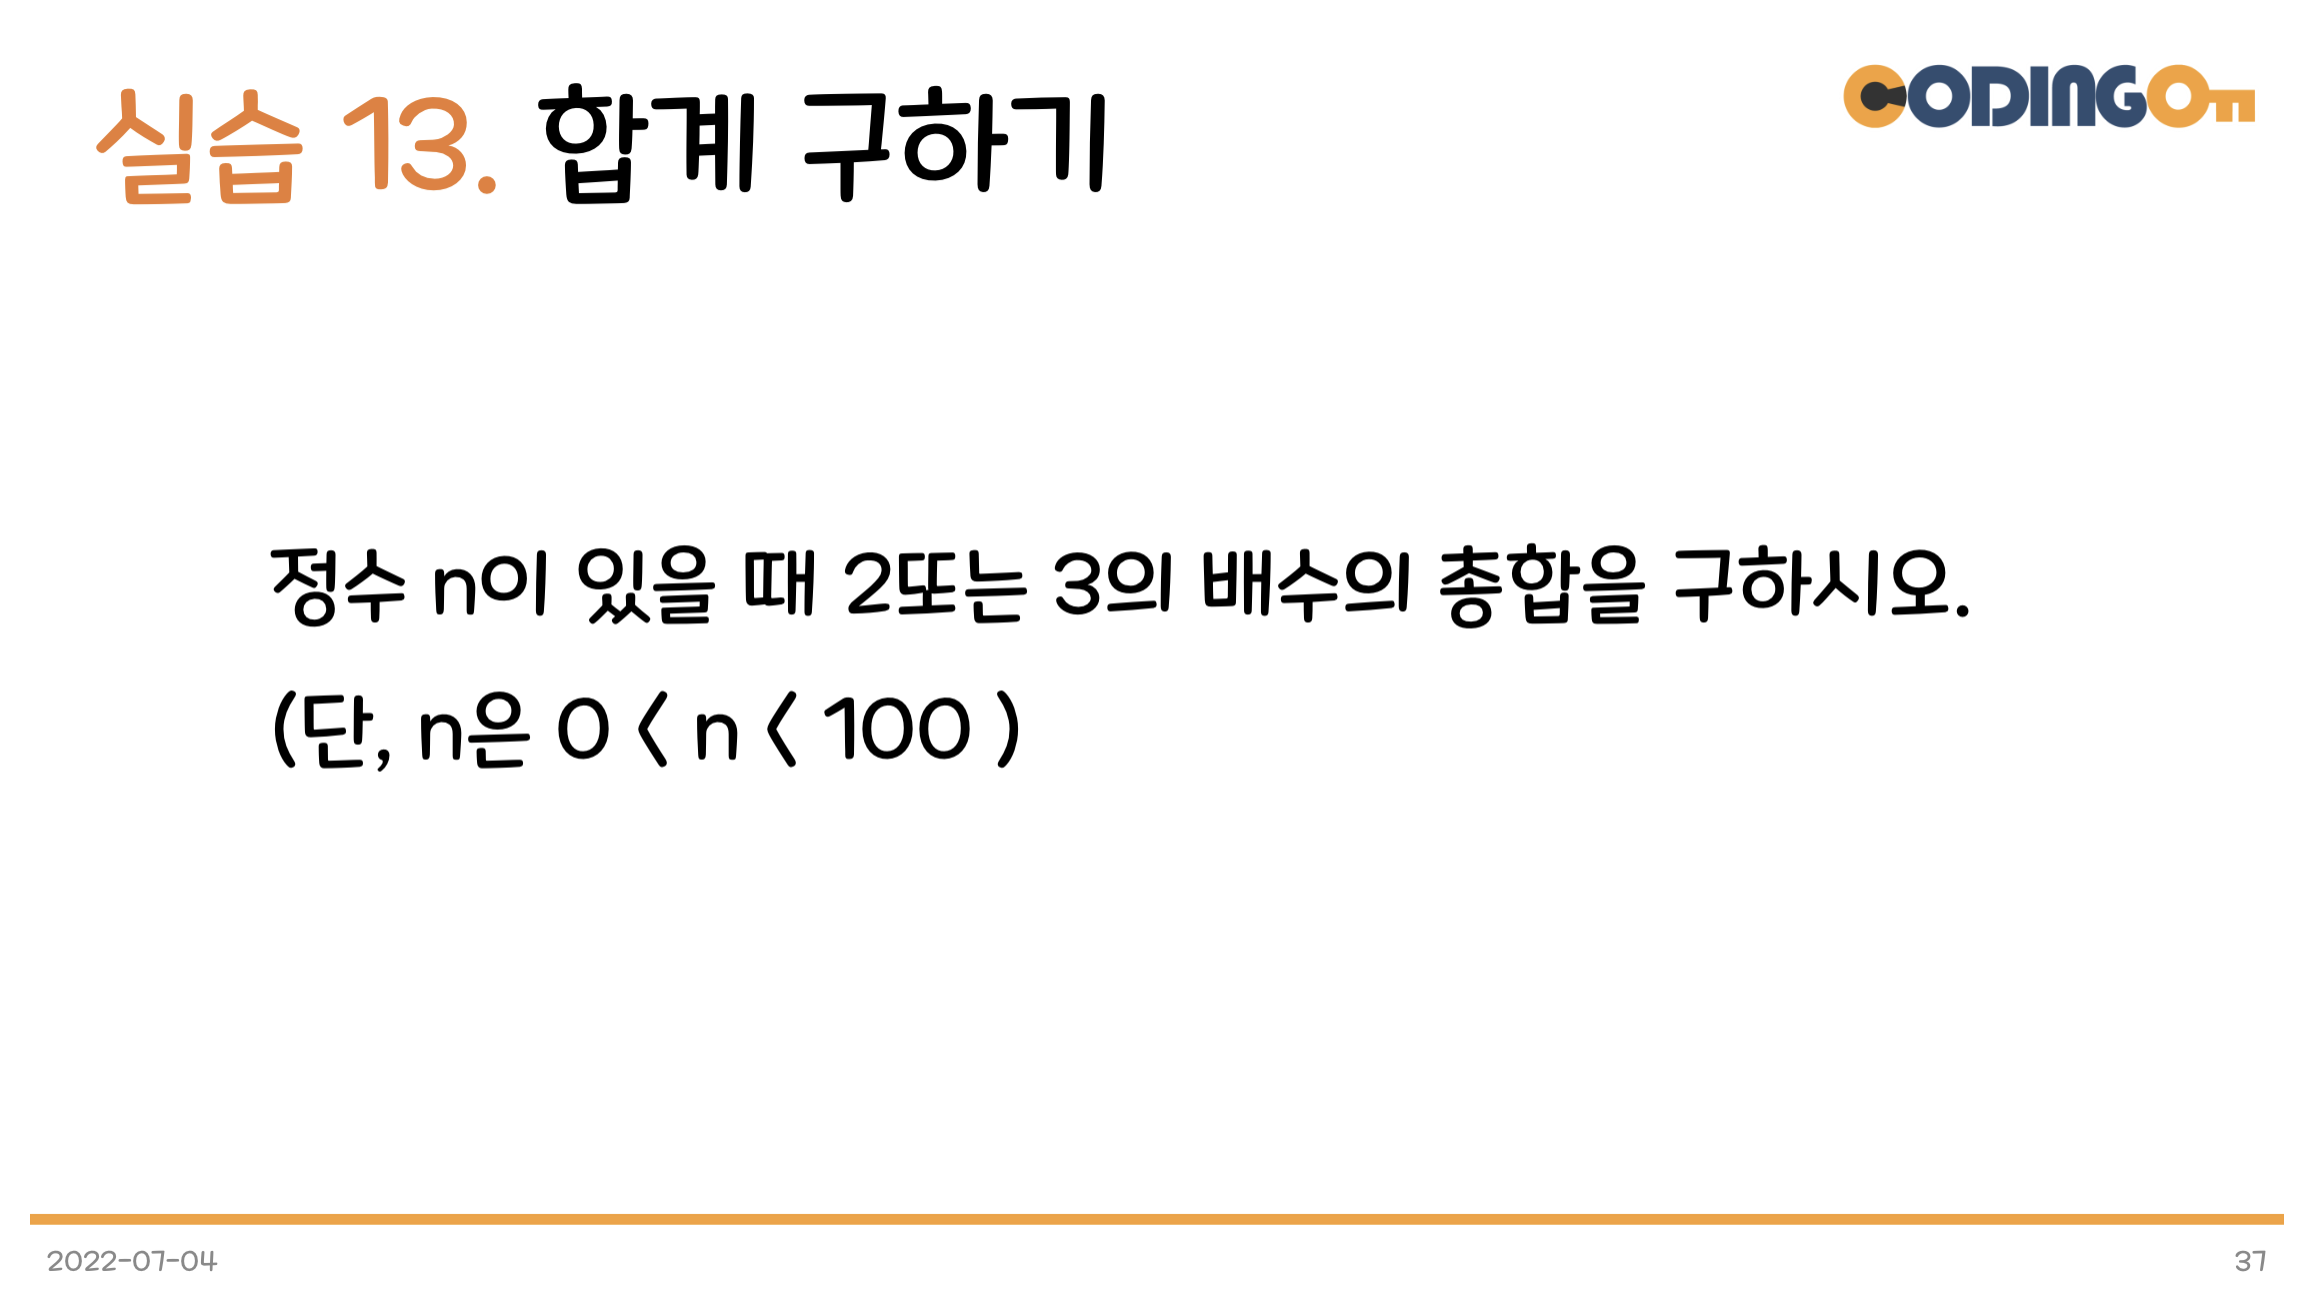 실습 13. 합계 구하기
CODINGOn
정수 n이 있을 때 2또는 3의 배수의 총합을 구하시오.
(단, n은 0 < n < 100 )
2022-07-04
37